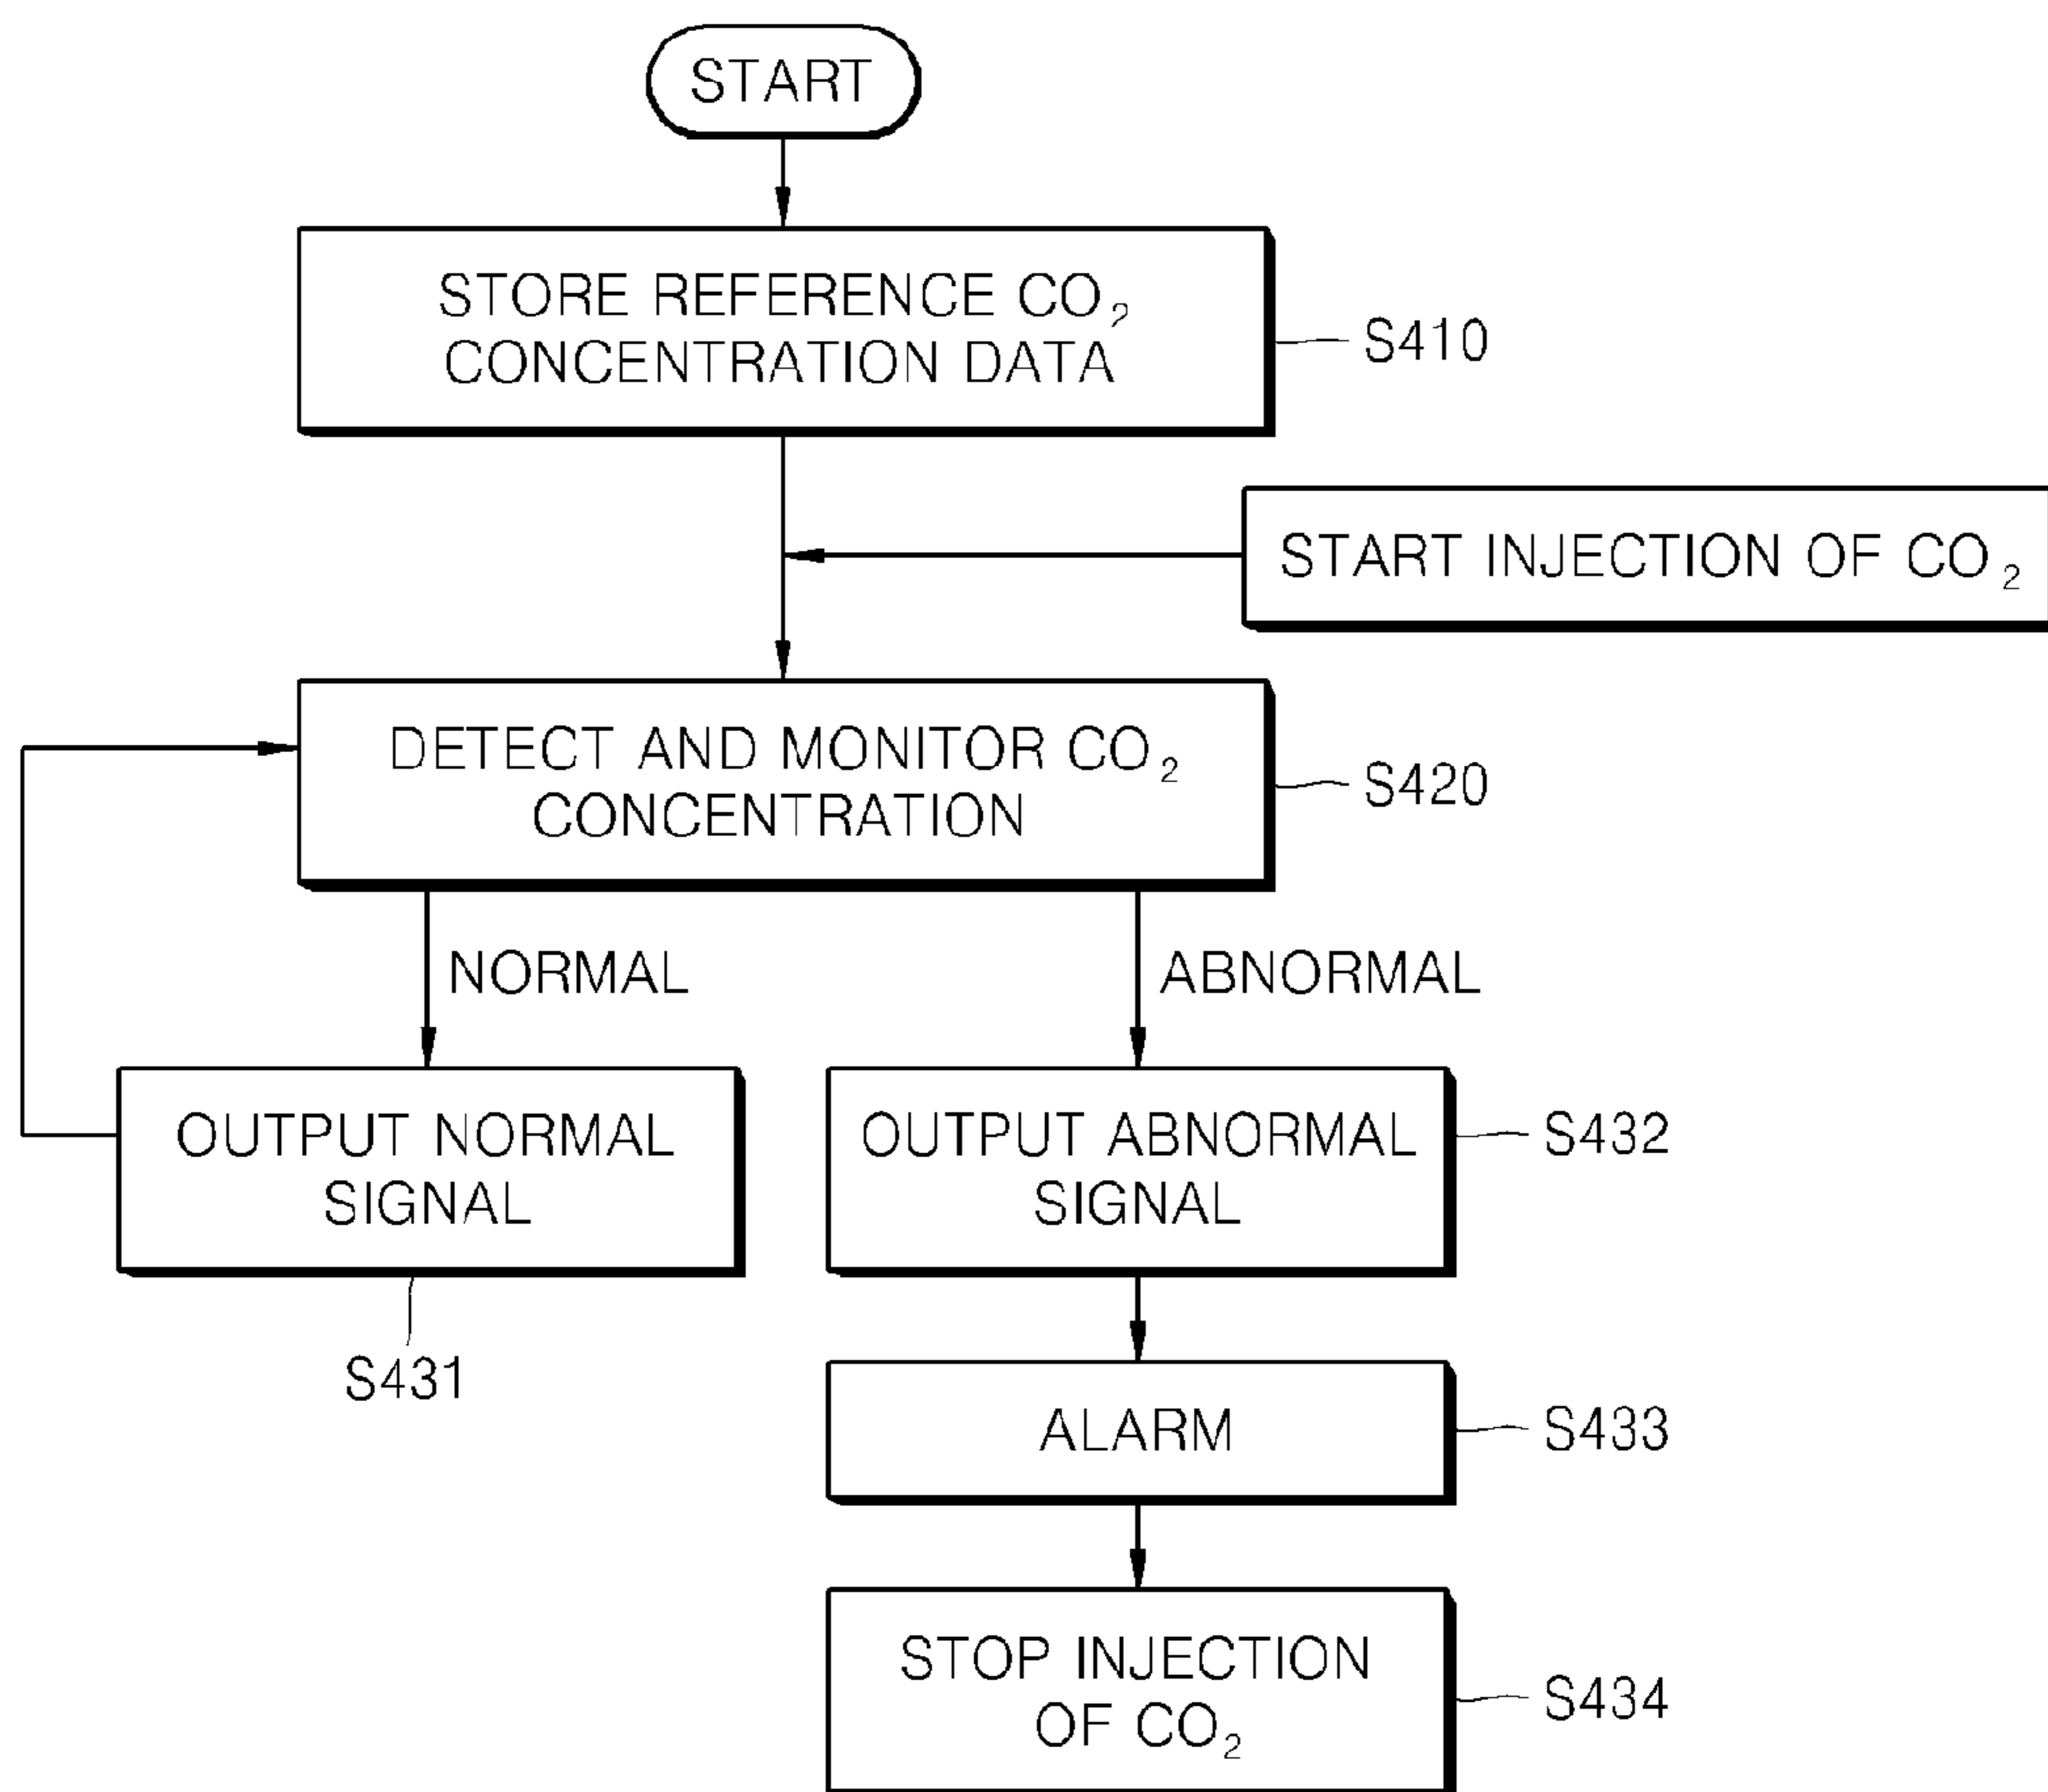 START
STORE REFERENCE CO₂
CONCENTRATION DATA
S410
START INJECTION OF CO₂
DETECT AND MONITOR CO₂
CONCENTRATION
S420
NORMAL
ABNORMAL
OUTPUT NORMAL
SIGNAL
S431
OUTPUT ABNORMAL
SIGNAL
S432
ALARM
S433
STOP INJECTION
OF CO₂
S434